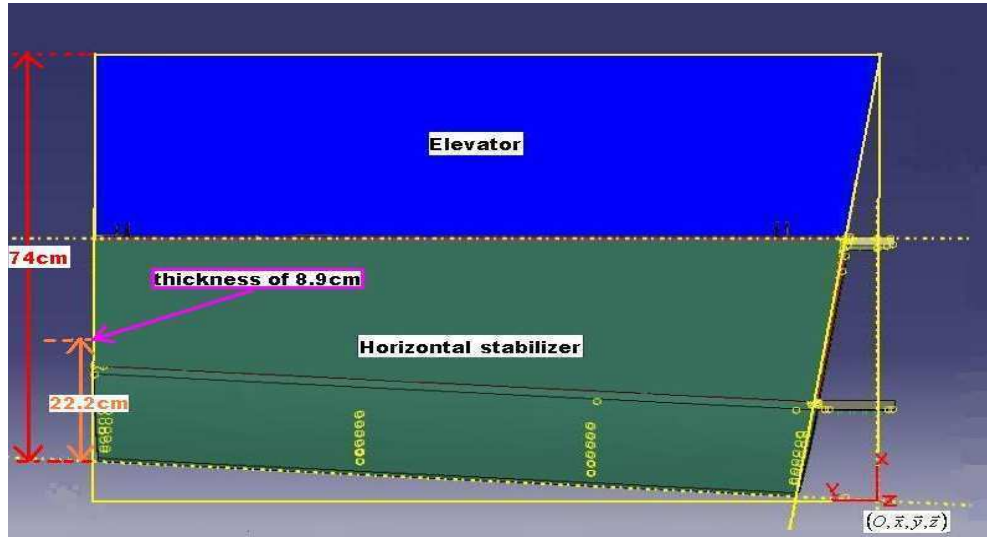 Elevator
74cm
thickness of 8.9cm
Horizontal stabilizer
22.2cm
X
Y
Z
(O, x⃗, y⃗, z⃗)